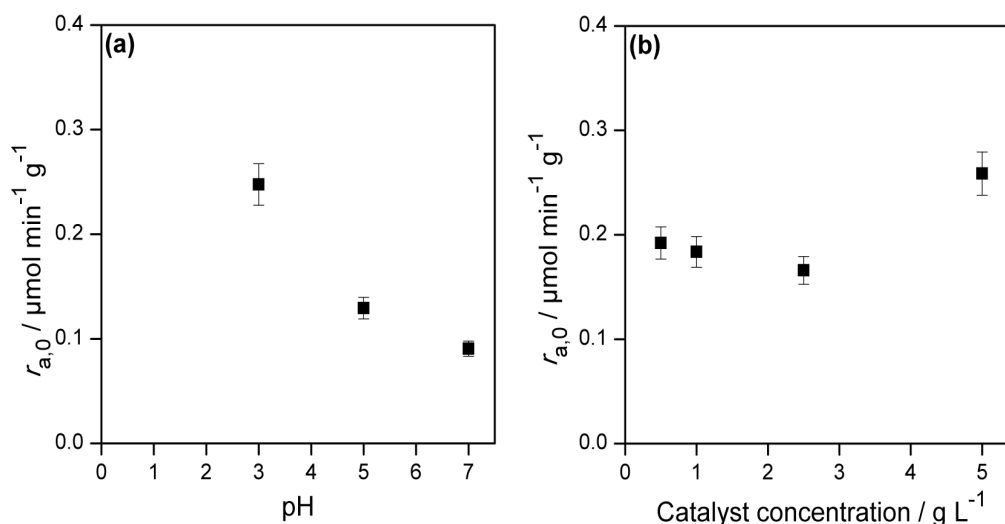 (a)
0.4
0.3
0.2
0.1
0.0
r a,0 / µmol min⁻¹ g⁻¹
0 1 2 3 4 5 6 7
pH
(b)
0.4
0.3
0.2
0.1
0.0
r a,0 / µmol min⁻¹ g⁻¹
0 1 2 3 4 5
Catalyst concentration / g L⁻¹